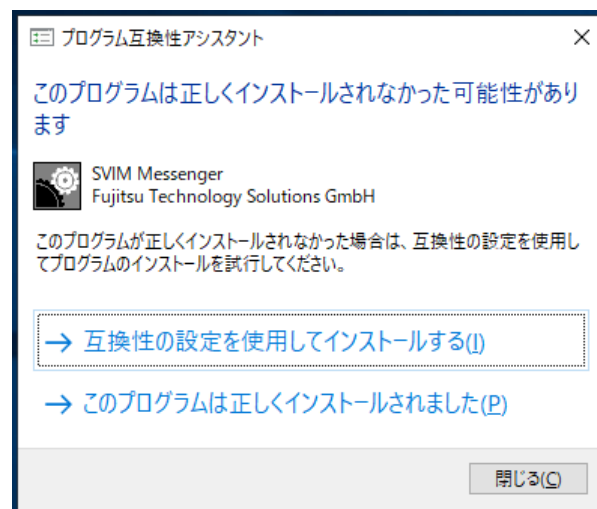 プログラム互換性アシスタント
このプログラムは正しくインストールされなかった可能性があり
ます
SVIM Messenger
Fujitsu Technology Solutions GmbH
このプログラムが正しくインストールされなかった場合は、互換性の設定を使用し
てプログラムのインストールを試行してください。
→ 互換性の設定を使用してインストールする(I)
→ このプログラムは正しくインストールされました(P)
閉じる(C)